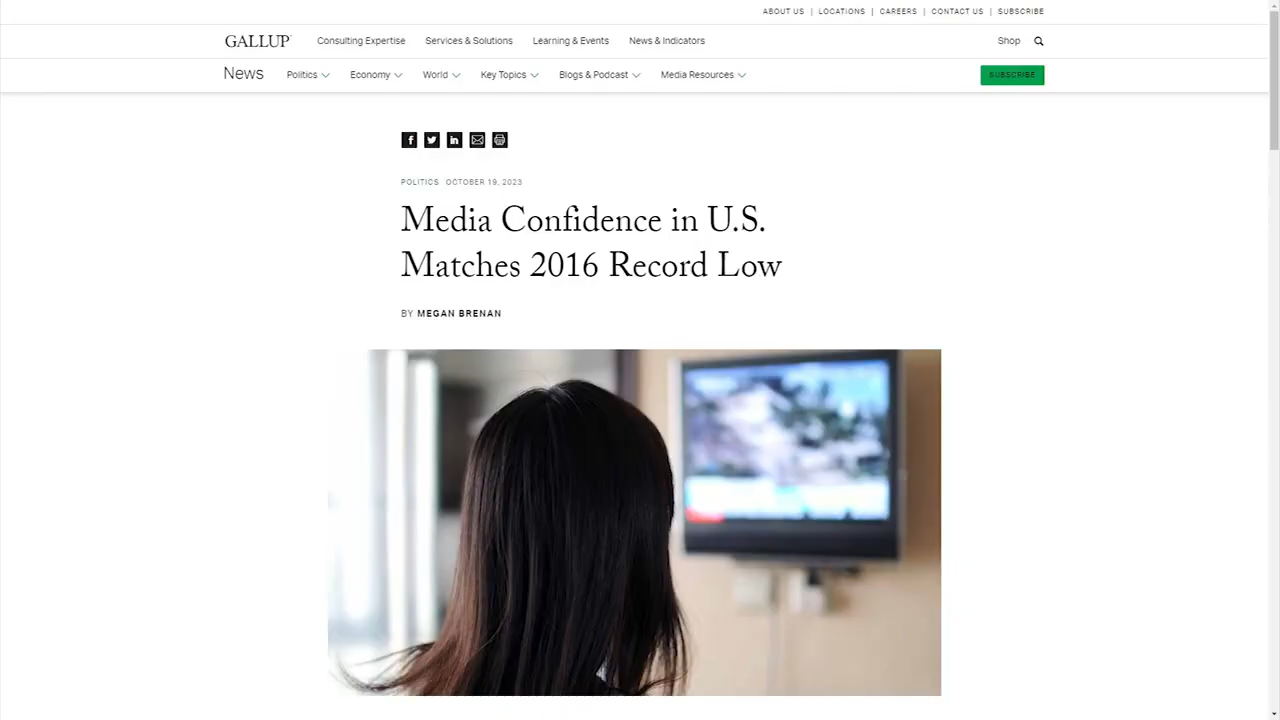 ABOUT US | LOCATIONS | CAREERS | CONTACT US | SUBSCRIBE
GALLUP Consulting Expertise Services & Solutions Learning & Events News & Indicators Shop
News Politics Economy World Key Topics Blogs & Podcast Media Resources SUBSCRIBE
POLITICS OCTOBER 19, 2023
Media Confidence in U.S.
Matches 2016 Record Low
BY MEGAN BRENAN